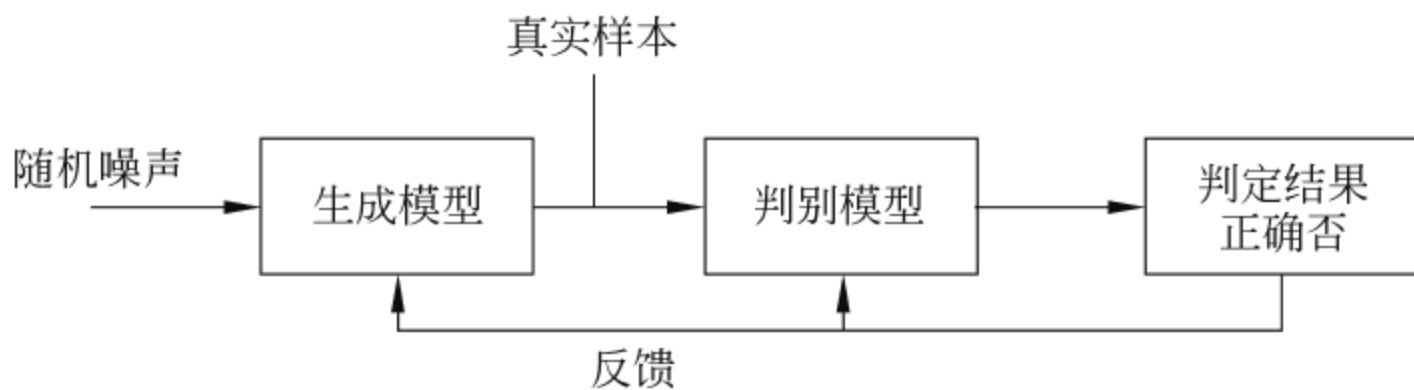 真实样本
随机噪声
生成模型
判别模型
判定结果
正确否
反馈